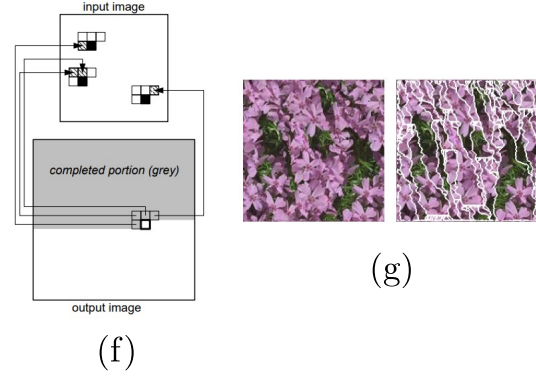 input image
completed portion (grey)
output image
(f)
(g)